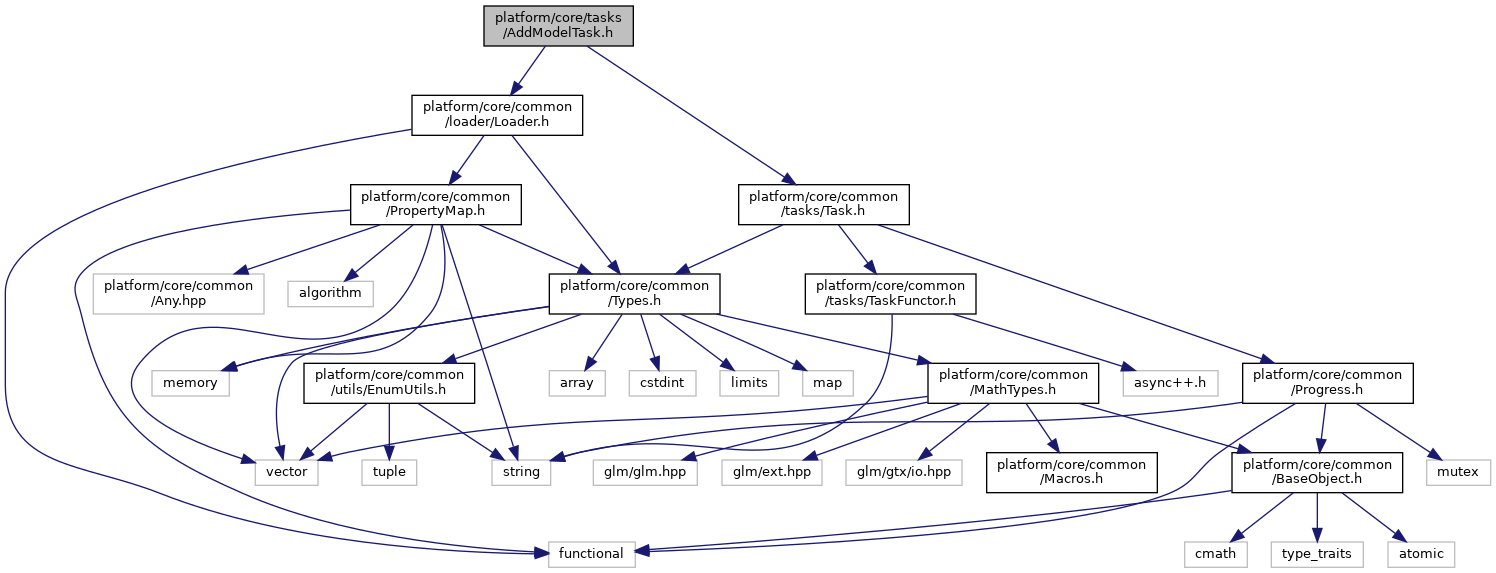 platform/core/tasks
/AddModelTask.h
platform/core/common
/loader/Loader.h
platform/core/common
/PropertyMap.h
platform/core/common
/tasks/Task.h
platform/core/common
/Any.hpp
algorithm
platform/core/common
/Types.h
platform/core/common
/tasks/TaskFunctor.h
memory
platform/core/common
/utils/EnumUtils.h
array
cstdint
limits
map
platform/core/common
/MathTypes.h
async++.h
platform/core/common
/Progress.h
vector
tuple
string
glm/glm.hpp
glm/ext.hpp
glm/gtx/io.hpp
platform/core/common
/Macros.h
platform/core/common
/BaseObject.h
mutex
functional
cmath
type_traits
atomic